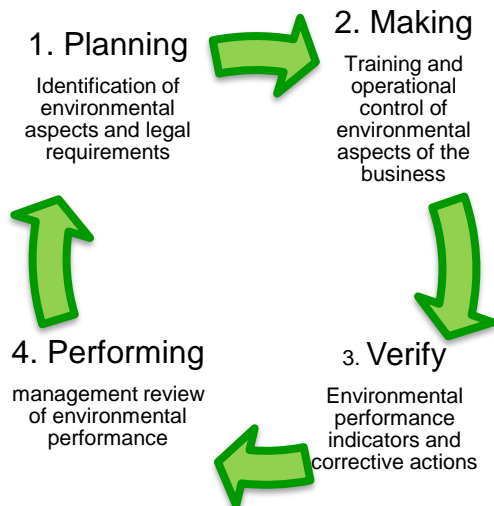 1. Planning
Identification of
environmental
aspects and legal
requirements
2. Making
Training and
operational
control of
environmental
aspects of the
business
3. Verify
Environmental
performance
indicators and
corrective actions
4. Performing
management review
of environmental
performance